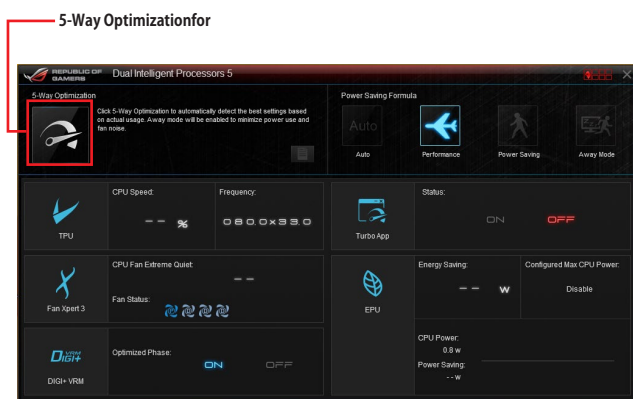 5-Way Optimizationfor
REPUBLIC OF
GAMERS
Dual Intelligent Processors 5
5-Way Optimization
Click 5-Way Optimization to automatically detect the best settings based
on actual usage. Away mode will be enabled to minimize power use and
fan noise.
Power Saving Formula
Auto
Auto
Performance
Power Saving
Away Mode
TPU
CPU Speed:
-- %
Frequency:
080.0x33.0
Turbo App
Status:
ON OFF
Fan Xpert 3
CPU Fan Extreme Quiet:
--
Fan Status:
EPU
Energy Saving:
-- W
Configured Max CPU Power:
Disable
CPU Power:
0.8 w
Power Saving:
-- w
DIGI+ VRM
DIGI+ VRM
Optimized Phase:
ON OFF